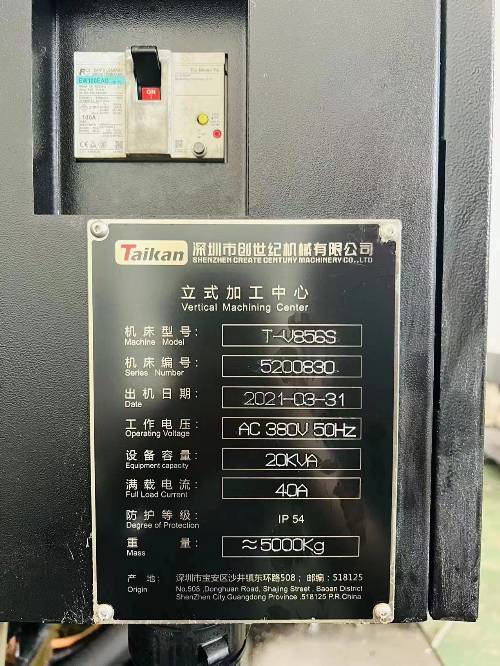 EW100EAG
ON
100A
Taikan 深圳市创世纪机械有限公司
SHENZHEN CREATE CENTURY MACHINERY CO.,LTD
立式加工中心
Vertical Machining Center
机床型号: T-V856S
Machine Model
机床编号: 5200830
Series Number
出机日期: 2021-03-31
Date
工作电压: AC 380V 50Hz
Operating Voltage
设备容量: 20KVA
Equipment capacity
满载电流: 40A
Full Load Current
防护等级: IP 54
Degree of Protection
重量: ≈5000Kg
Mass
产地: 深圳市宝安区沙井镇东环路508; 邮编:518125
Origin No.508 ,Donghuan Road, Shajing Street , Baoan District
ShenZhen City,Guangdong Province .518125 P.R.China